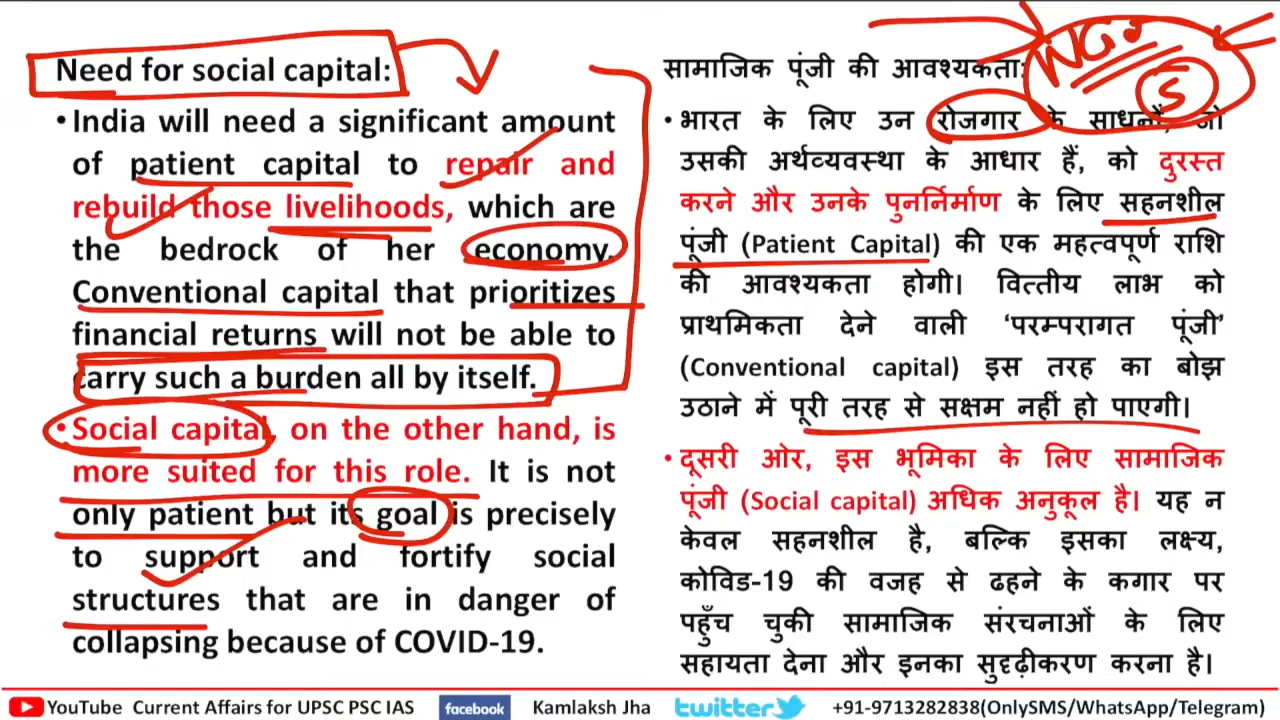 Need for social capital:
• India will need a significant amount
of patient capital to repair and
rebuild those livelihoods, which are
the bedrock of her economy.
Conventional capital that prioritizes
financial returns will not be able to
carry such a burden all by itself.
• Social capital, on the other hand, is
more suited for this role. It is not
only patient but its goal is precisely
to support and fortify social
structures that are in danger of
collapsing because of COVID-19.
NGO
S
सामाजिक पूंजी की आवश्यकता:
• भारत के लिए उन रोजगार के साधनों, जो
उसकी अर्थव्यवस्था के आधार हैं, को दुरस्त
करने और उनके पुनर्निर्माण के लिए सहनशील
पूंजी (Patient Capital) की एक महत्वपूर्ण राशि
की आवश्यकता होगी। वित्तीय लाभ को
प्राथमिकता देने वाली ‘परम्परागत पूंजी’
(Conventional capital) इस तरह का बोझ
उठाने में पूरी तरह से सक्षम नहीं हो पाएगी।
• दूसरी ओर, इस भूमिका के लिए सामाजिक
पूंजी (Social capital) अधिक अनुकूल है। यह न
केवल सहनशील है, बल्कि इसका लक्ष्य,
कोविड-19 की वजह से ढहने के कगार पर
पहुँच चुकी सामाजिक संरचनाओं के लिए
सहायता देना और इनका सुदृढ़ीकरण करना है।
YouTube Current Affairs for UPSC PSC IAS facebook Kamlaksh Jha twitter +91-9713282838(OnlySMS/WhatsApp/Telegram)